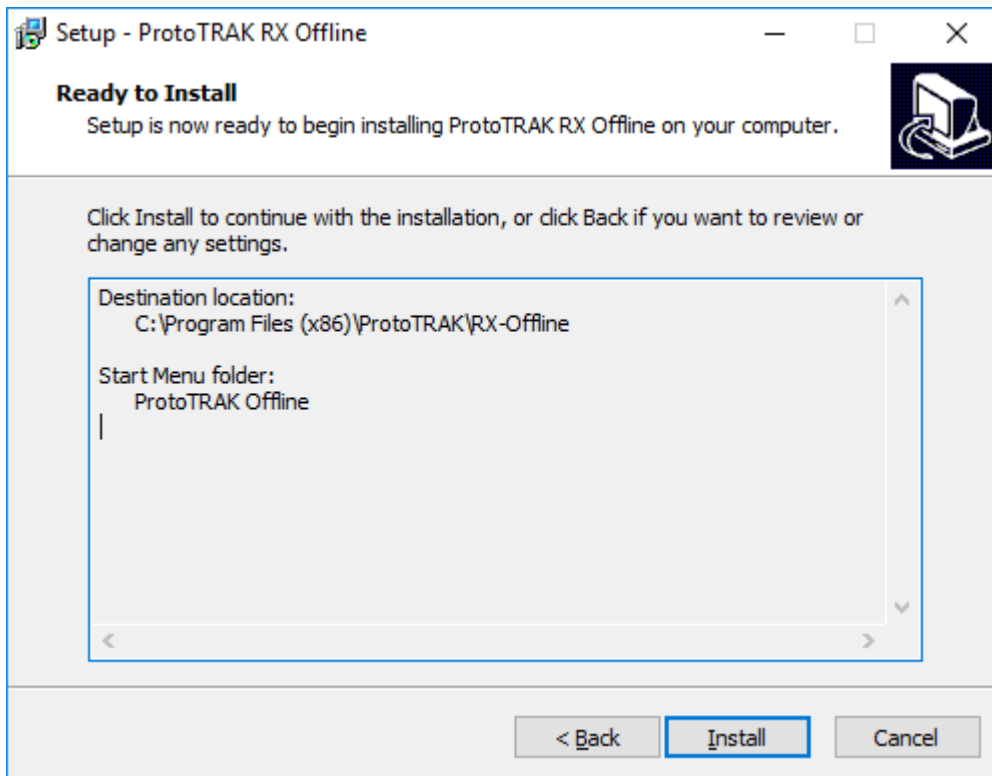 Setup - ProtoTRAK RX Offline
Ready to Install
Setup is now ready to begin installing ProtoTRAK RX Offline on your computer.
Click Install to continue with the installation, or click Back if you want to review or
change any settings.
Destination location:
C:\Program Files (x86)\ProtoTRAK\RX-Offline
Start Menu folder:
ProtoTRAK Offline
< Back
Install
Cancel